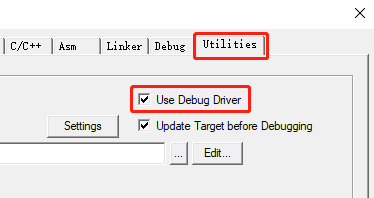 C/C++ Asm Linker Debug Utilities
Use Debug Driver
Settings Update Target before Debugging
... Edit...